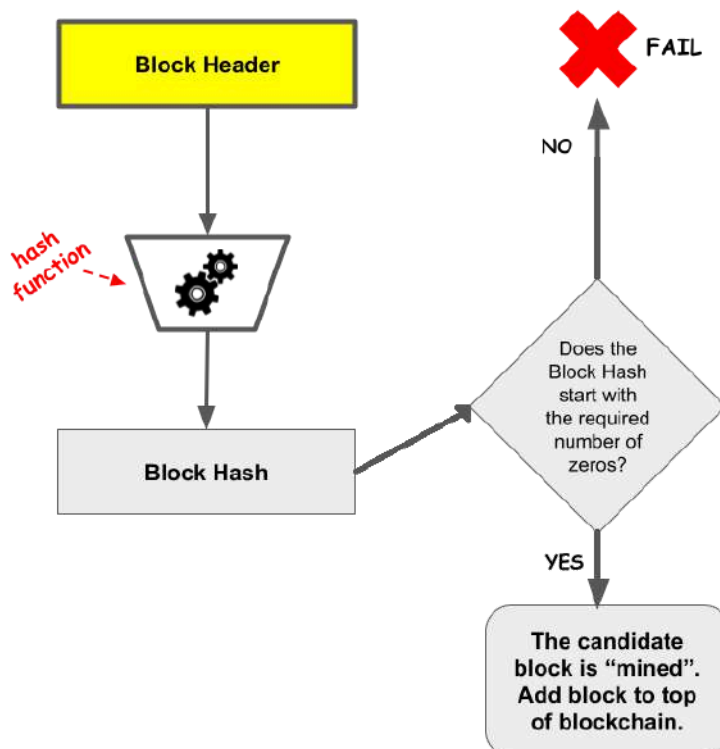 Block Header
hash
function
Block Hash
FAIL
NO
Does the
Block Hash
start with
the required
number of
zeros?
YES
The candidate
block is “mined”.
Add block to top
of blockchain.